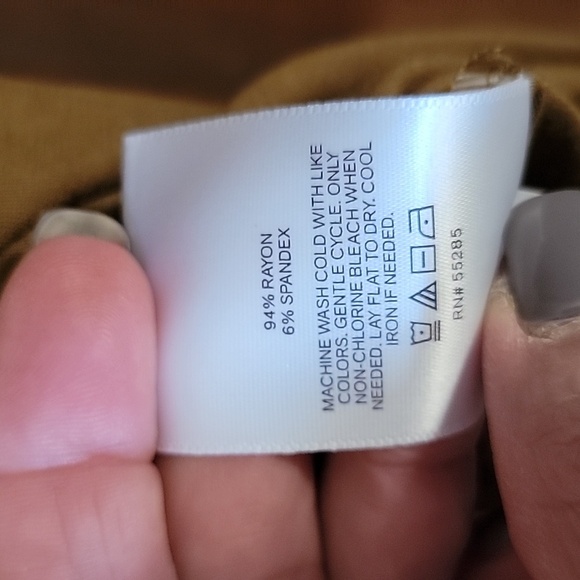 94% RAYON
6% SPANDEX
MACHINE WASH COLD WITH LIKE
COLORS. GENTLE CYCLE. ONLY
NON-CHLORINE BLEACH WHEN
NEEDED. LAY FLAT TO DRY. COOL
IRON IF NEEDED.
RN# 55285